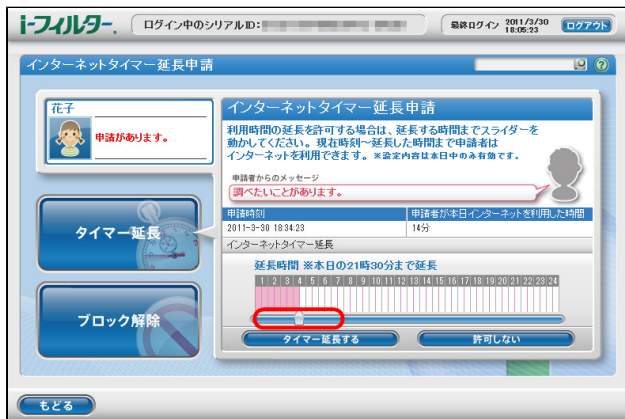 i-フィルター.
ログイン中のシリアルID:
最終ログイン 2011/3/30 18:05:23
ログアウト
インターネットタイマー延長申請
花子
申請があります。
インターネットタイマー延長申請
利用時間の延長を許可する場合は、延長する時間までスライダーを
動かしてください。現在時刻～延長した時間まで申請者は
インターネットを利用できます。※設定内容は本日中のみ有効です。
申請者からのメッセージ
調べたいことがあります。
申請時刻 申請者が本日インターネットを利用した時間
2011-3-30 18:34:23 14分
インターネットタイマー延長
延長時間 ※本日の21時30分まで延長
1 2 3 4 5 6 7 8 9 10 11 12 13 14 15 16 17 18 19 20 21 22 23 24
タイマー延長する 許可しない
タイマー延長
ブロック解除
もどる